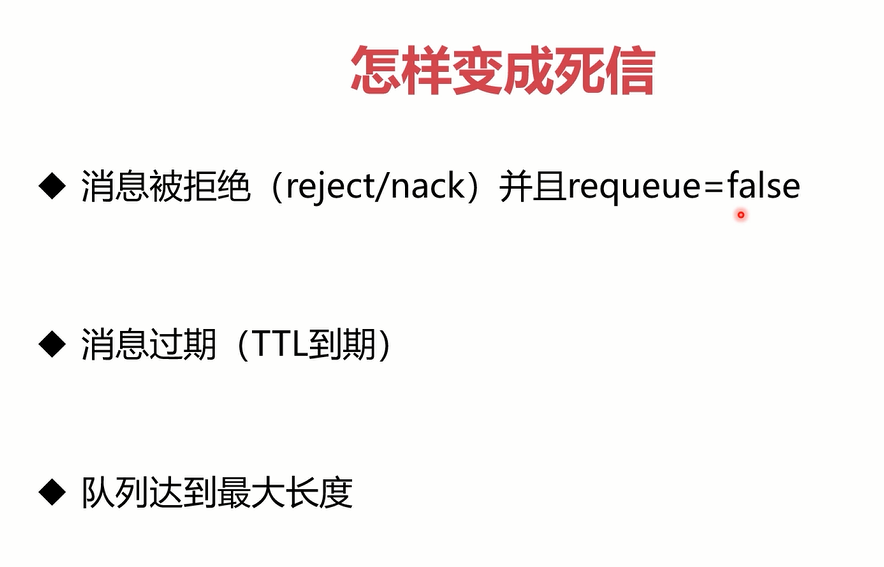 怎样变成死信
◆ 消息被拒绝（reject/nack）并且requeue=false
◆ 消息过期（TTL到期）
◆ 队列达到最大长度